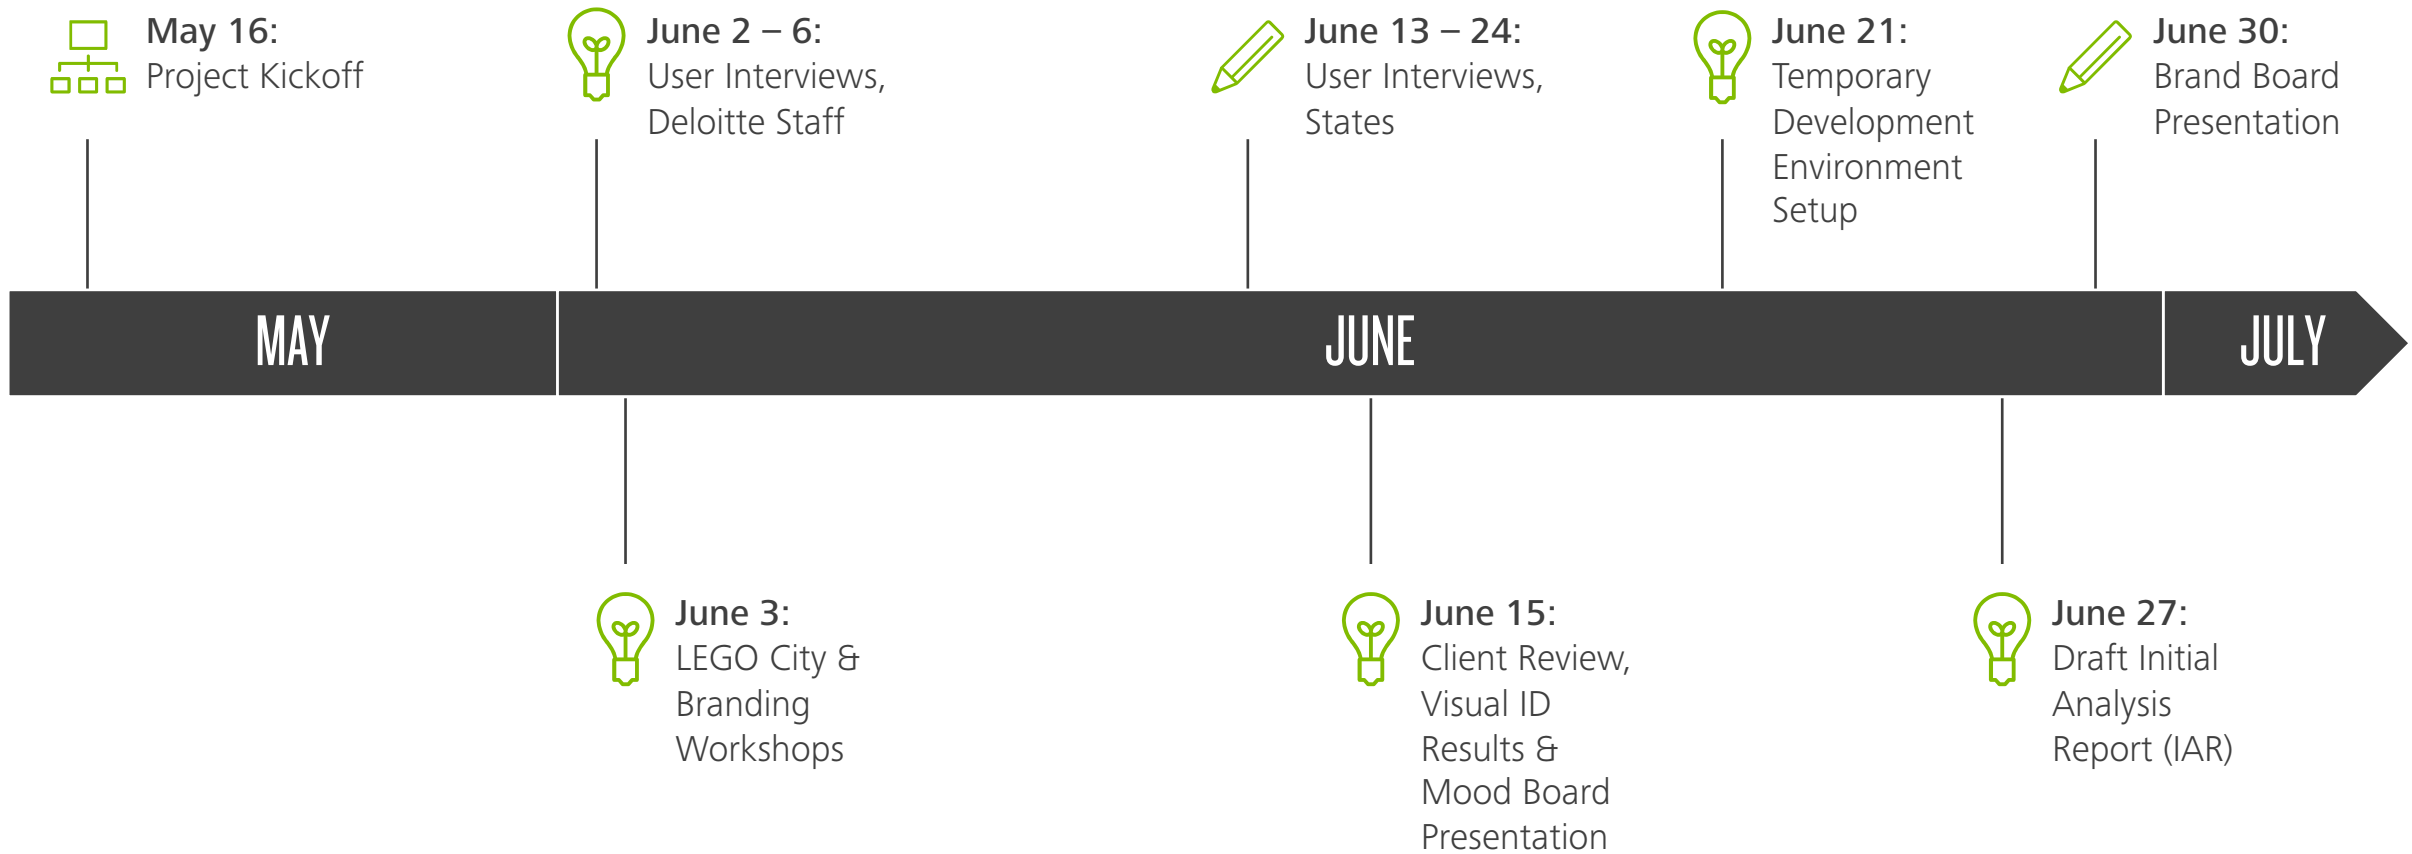 May 16:
Project Kickoff
June 2 – 6:
User Interviews,
Deloitte Staff
June 13 – 24:
User Interviews,
States
June 21:
Temporary
Development
Environment
Setup
June 30:
Brand Board
Presentation
MAY
JUNE
JULY
June 3:
LEGO City &
Branding
Workshops
June 15:
Client Review,
Visual ID
Results &
Mood Board
Presentation
June 27:
Draft Initial
Analysis
Report (IAR)